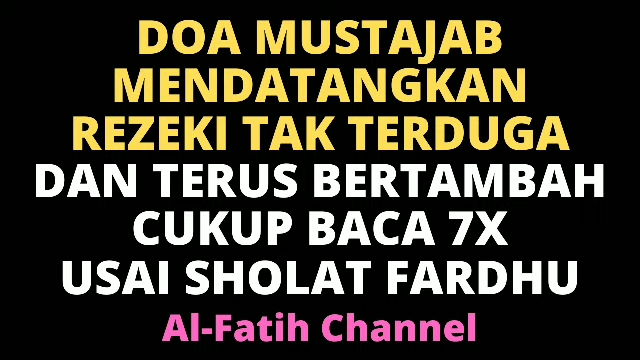 DOA MUSTAJAB
MENDATANGKAN
REZEKI TAK TERDUGA
DAN TERUS BERTAMBAH
CUKUP BACA 7X
USAI SHOLAT FARDHU
Al-Fatih Channel